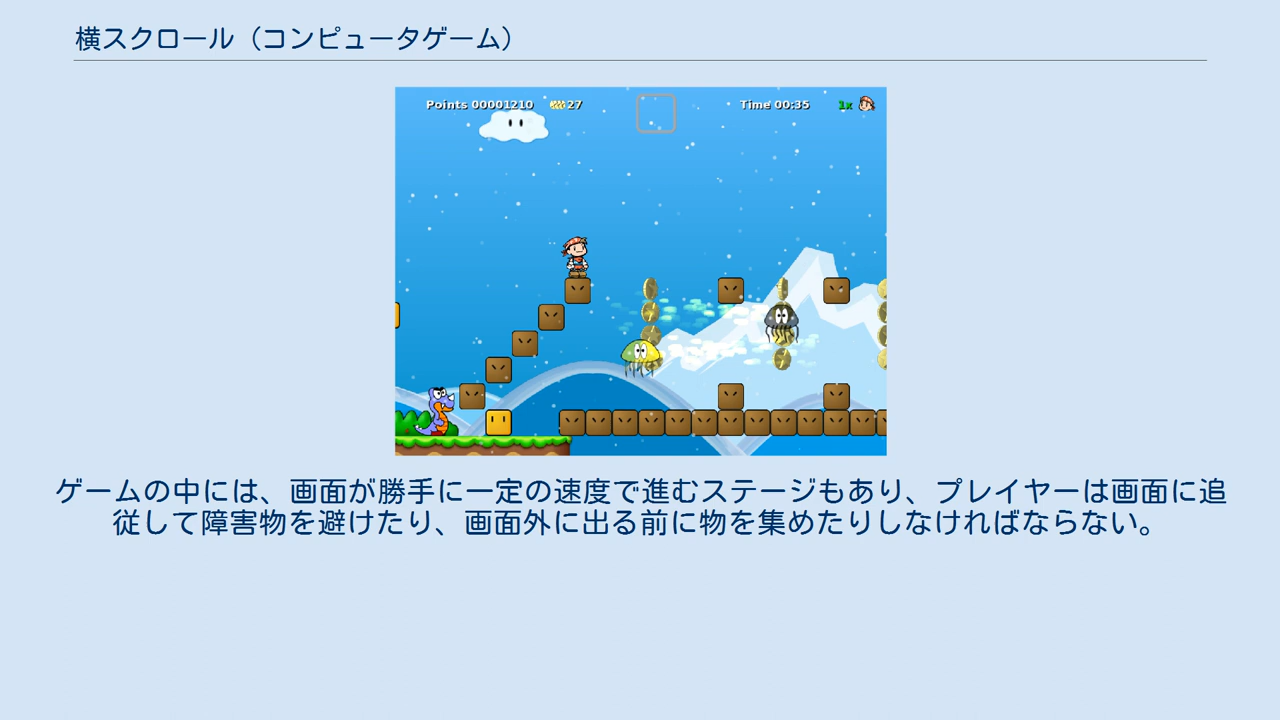 横スクロール（コンピュータゲーム）
Points 00001210 27 Time 00:35 1x
ゲームの中には、画面が勝手に一定の速度で進むステージもあり、プレイヤーは画面に追
従して障害物を避けたり、画面外に出る前に物を集めたりしなければならない。